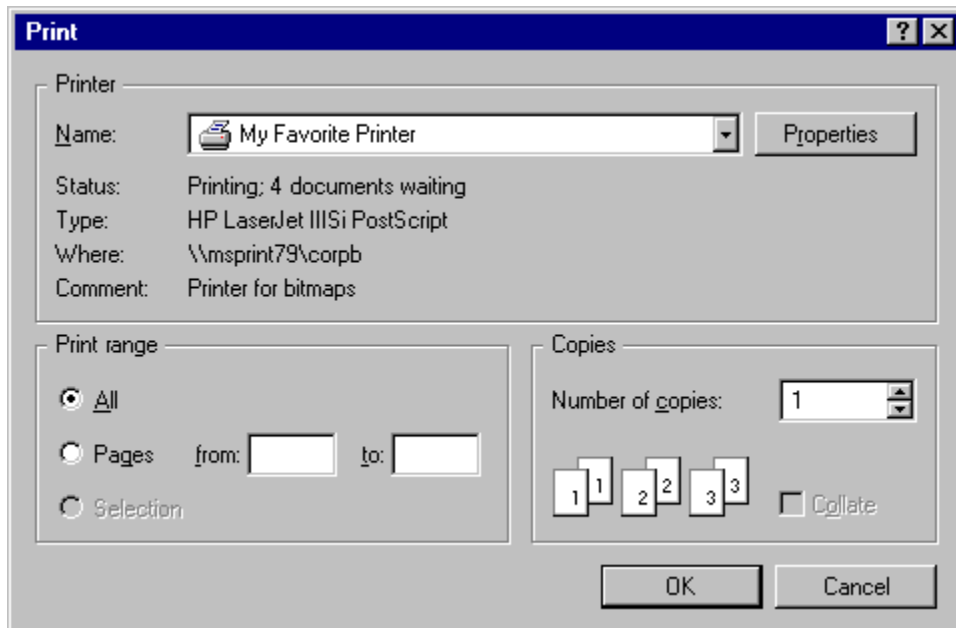 Print
Printer
Name: My Favorite Printer Properties
Status: Printing; 4 documents waiting
Type: HP LaserJet IIISi PostScript
Where: \\msprint79\corpb
Comment: Printer for bitmaps
Print range
All
Pages from: to:
Selection
Copies
Number of copies: 1
1 1 2 2 3 3 Collate
OK Cancel